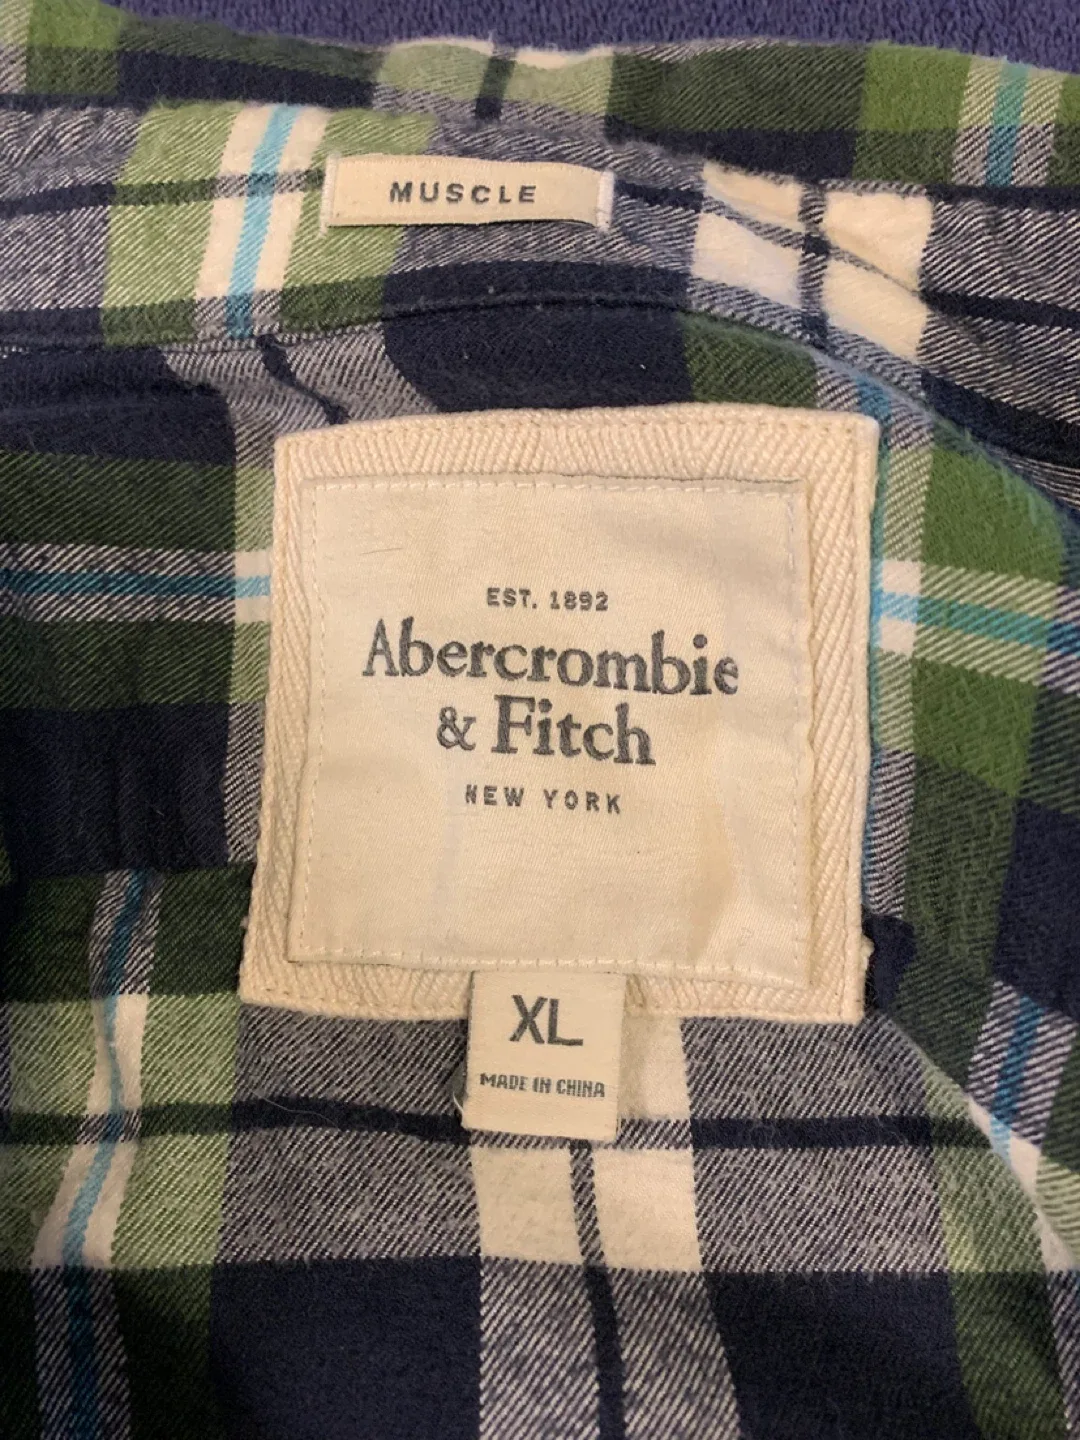 MUSCLE
EST. 1892
Abercrombie
& Fitch
NEW YORK
XL
MADE IN CHINA